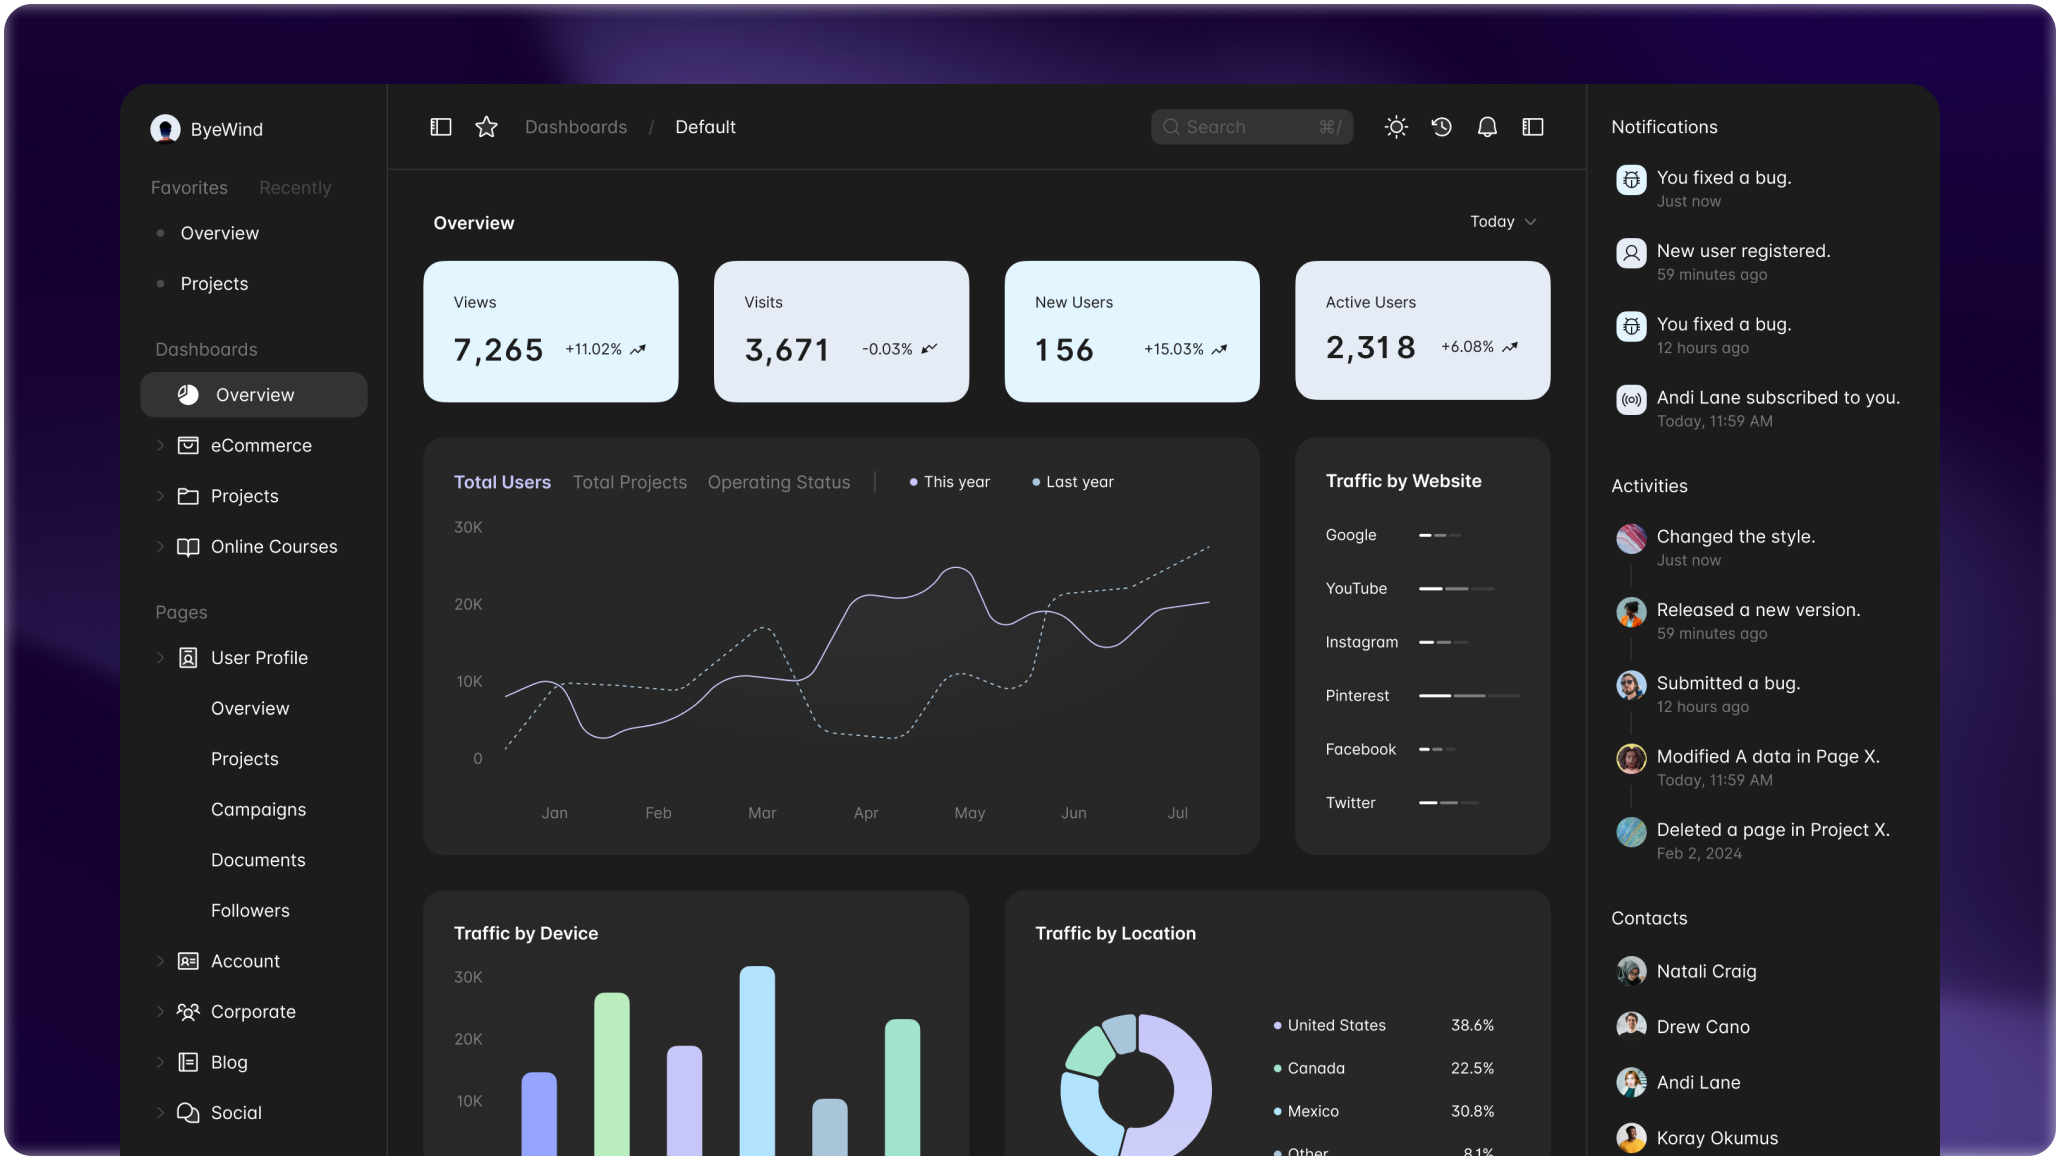 ByeWind
Favorites Recently
Overview
Projects
Dashboards
Overview
eCommerce
Projects
Online Courses
Pages
User Profile
Overview
Projects
Campaigns
Documents
Followers
Account
Corporate
Blog
Social
Dashboards / Default
Search ⌘/
Overview
Today
Views
7,265 +11.02%
Visits
3,671 -0.03%
New Users
156 +15.03%
Active Users
2,318 +6.08%
Total Users Total Projects Operating Status This year Last year
30K
20K
10K
0
Jan Feb Mar Apr May Jun Jul
Traffic by Website
Google
YouTube
Instagram
Pinterest
Facebook
Twitter
Traffic by Device
30K
20K
10K
Traffic by Location
United States 38.6%
Canada 22.5%
Mexico 30.8%
Other 8.1%
Notifications
You fixed a bug.
Just now
New user registered.
59 minutes ago
You fixed a bug.
12 hours ago
Andi Lane subscribed to you.
Today, 11:59 AM
Activities
Changed the style.
Just now
Released a new version.
59 minutes ago
Submitted a bug.
12 hours ago
Modified A data in Page X.
Today, 11:59 AM
Deleted a page in Project X.
Feb 2, 2024
Contacts
Natali Craig
Drew Cano
Andi Lane
Koray Okumus